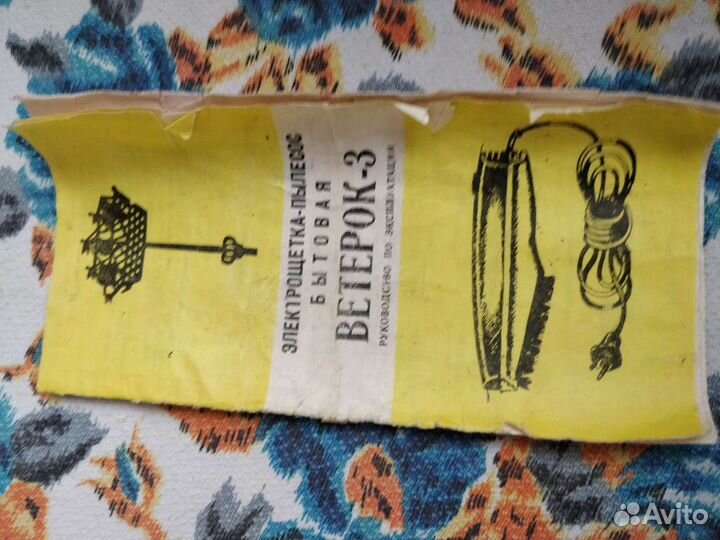 ЭЛЕКТРОЩЕТКА-ПЫЛЕСОС
БЫТОВАЯ
ВЕТЕРОК-3
РУКОВОДСТВО ПО ЭКСПЛУАТАЦИИ
Avito